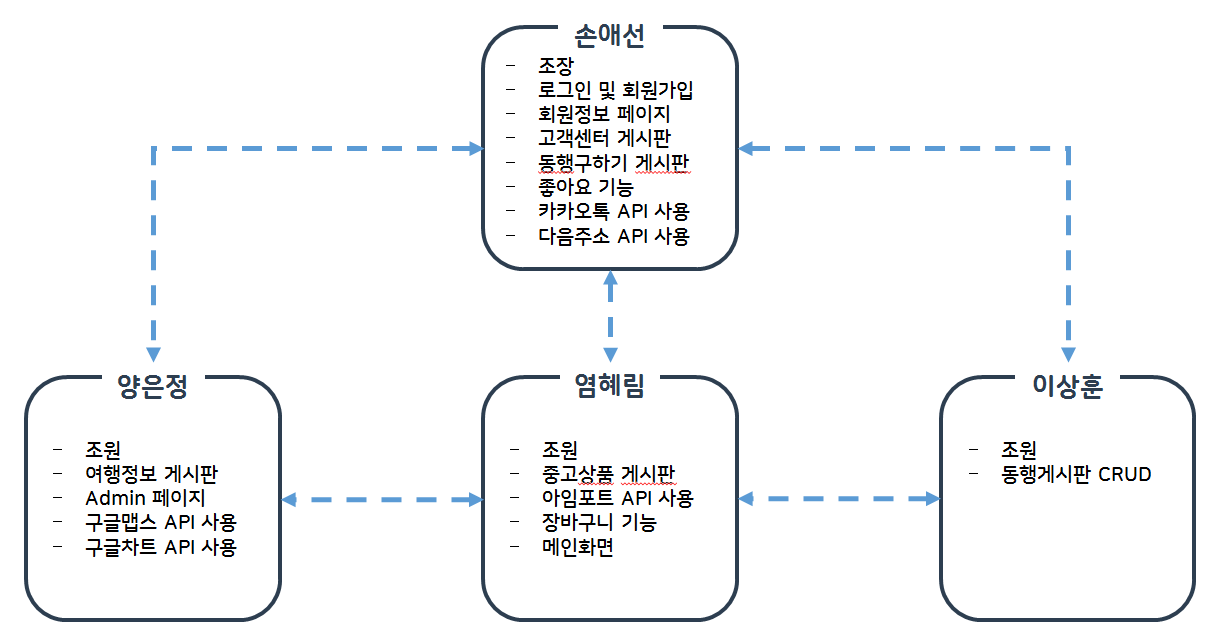 손애선
- 조장
- 로그인 및 회원가입
- 회원정보 페이지
- 고객센터 게시판
- 동행구하기 게시판
- 좋아요 기능
- 카카오톡 API 사용
- 다음주소 API 사용
양은정
- 조원
- 여행정보 게시판
- Admin 페이지
- 구글맵스 API 사용
- 구글차트 API 사용
염혜림
- 조원
- 중고상품 게시판
- 아임포트 API 사용
- 장바구니 기능
- 메인화면
이상훈
- 조원
- 동행게시판 CRUD